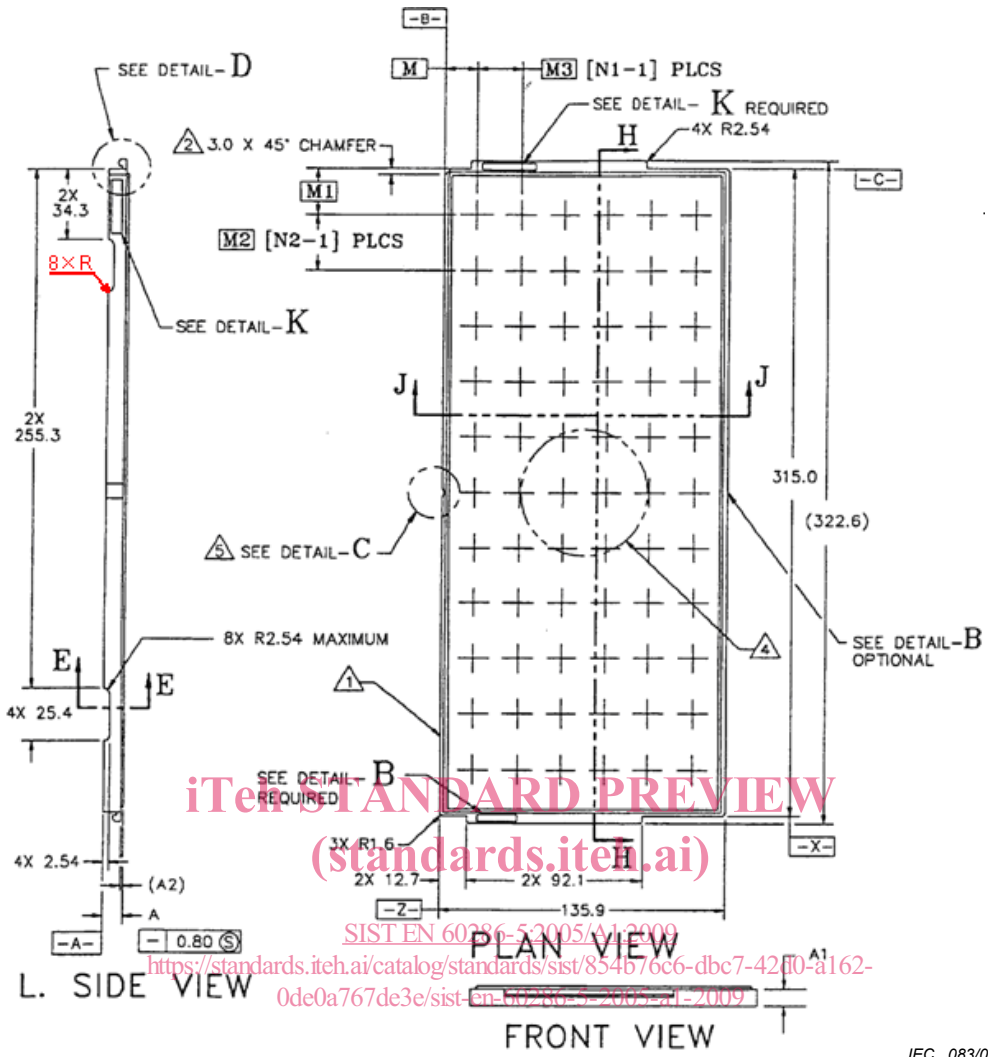 -B-
SEE DETAIL-D
M
M3 [N1-1] PLCS
SEE DETAIL- K REQUIRED
2 3.0 X 45° CHAMFER
H
4X R2.54
2X
34.3
M1
-C-
M2 [N2-1] PLCS
8×R
SEE DETAIL-K
J
J
2X
255.3
315.0
(322.6)
5 SEE DETAIL-C
8X R2.54 MAXIMUM
4
SEE DETAIL-B
OPTIONAL
E
E
1
4X 25.4
SEE DETAIL- B
REQUIRED
iTeh STANDARD PREVIEW
3X R1.6
(standards.iteh.ai)
H
-X-
4X 2.54
(A2)
2X 12.7
2X 92.1
A
-Z-
135.9
-A-
- 0.80 Ⓢ
SIST EN 60286-5:2005/A1:2009
PLAN VIEW
https://standards.iteh.ai/catalog/standards/sist/854b76c6-dbc7-42d0-a162-
0de0a767de3e/sist-en-60286-5-2005-a1-2009
L. SIDE VIEW
A1
FRONT VIEW
IEC 083/0